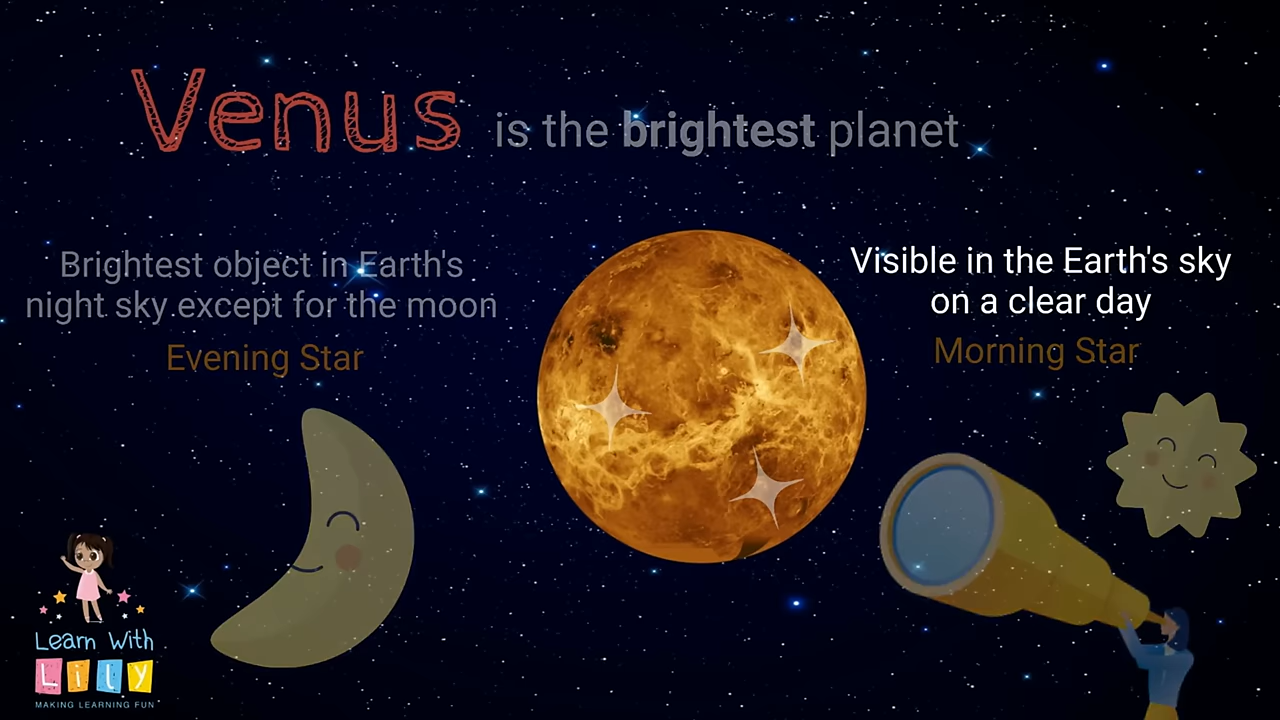 Venus is the brightest planet
Brightest object in Earth's
night sky except for the moon
Evening Star
Visible in the Earth's sky
on a clear day
Morning Star
Learn With
Lily
MAKING LEARNING FUN